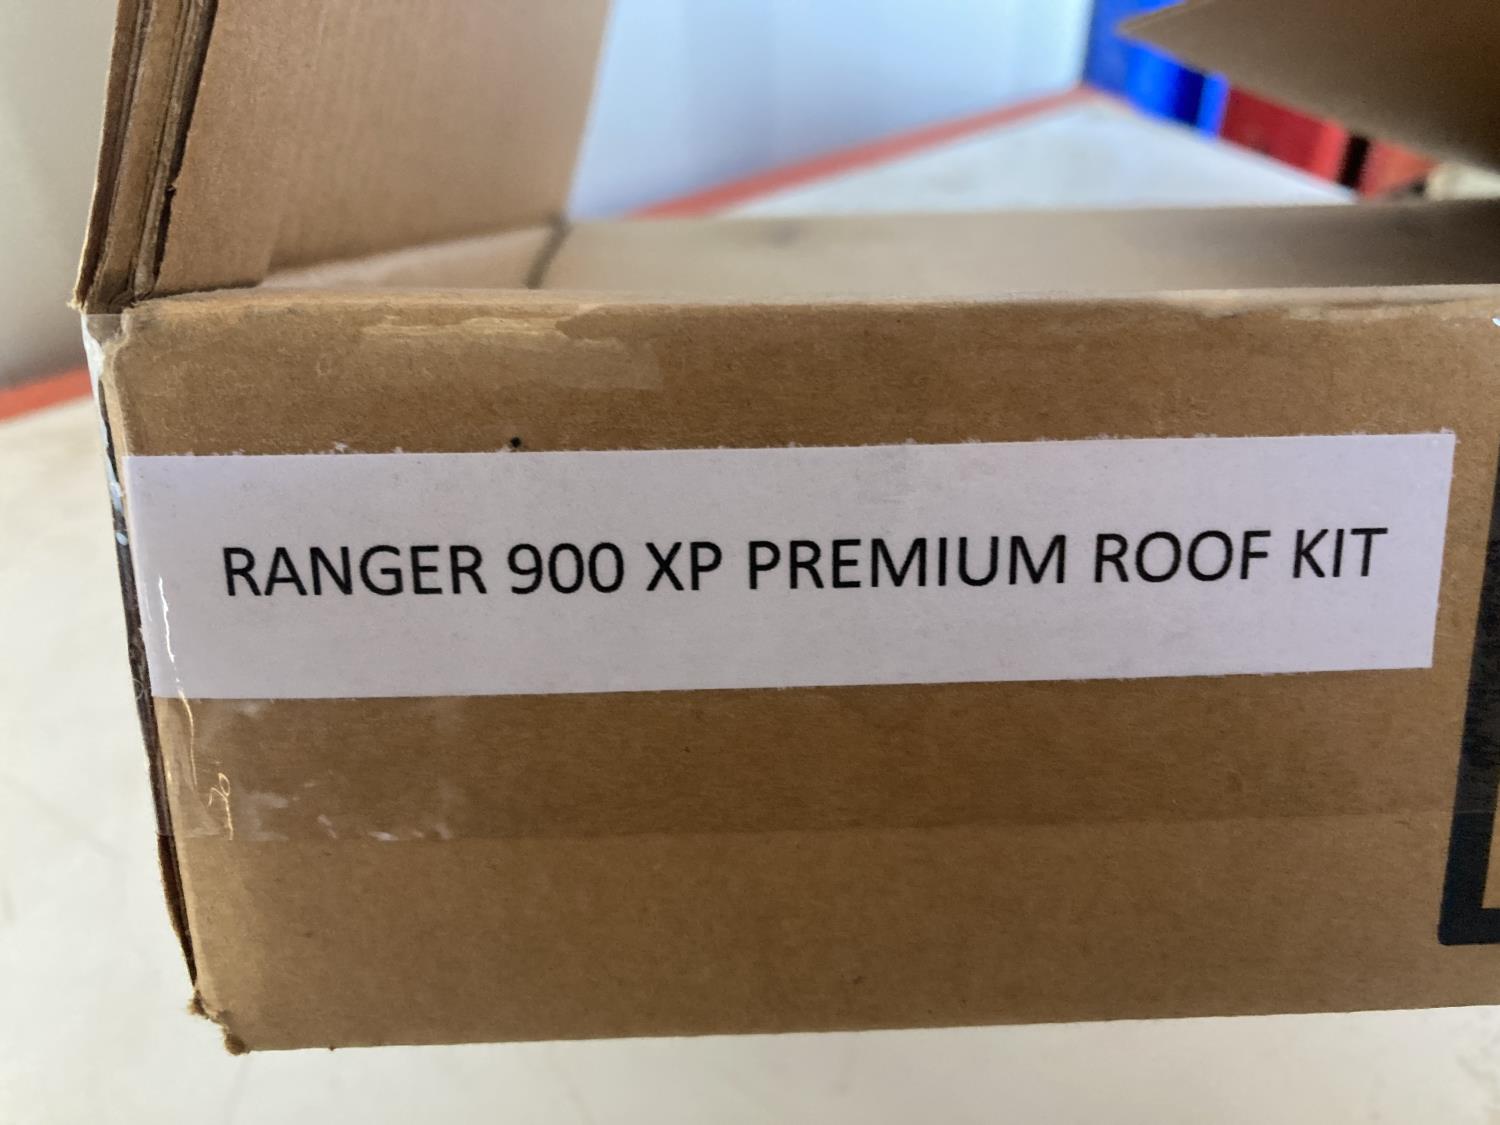 RANGER 900 XP PREMIUM ROOF KIT